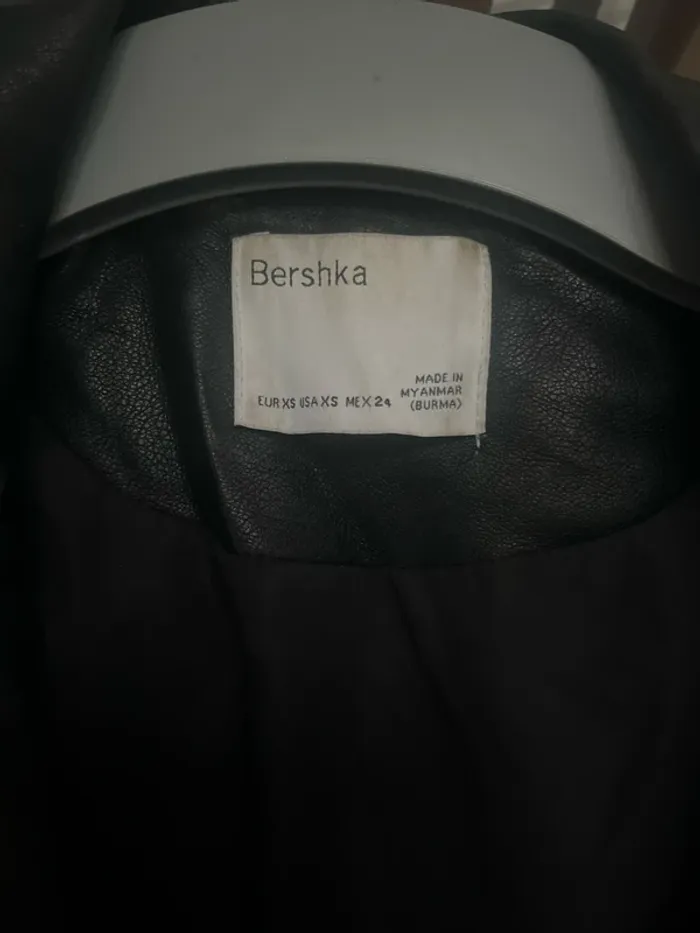 Bershka
MADE IN
MYANMAR
(BURMA)
EUR XS USA XS MEX 24